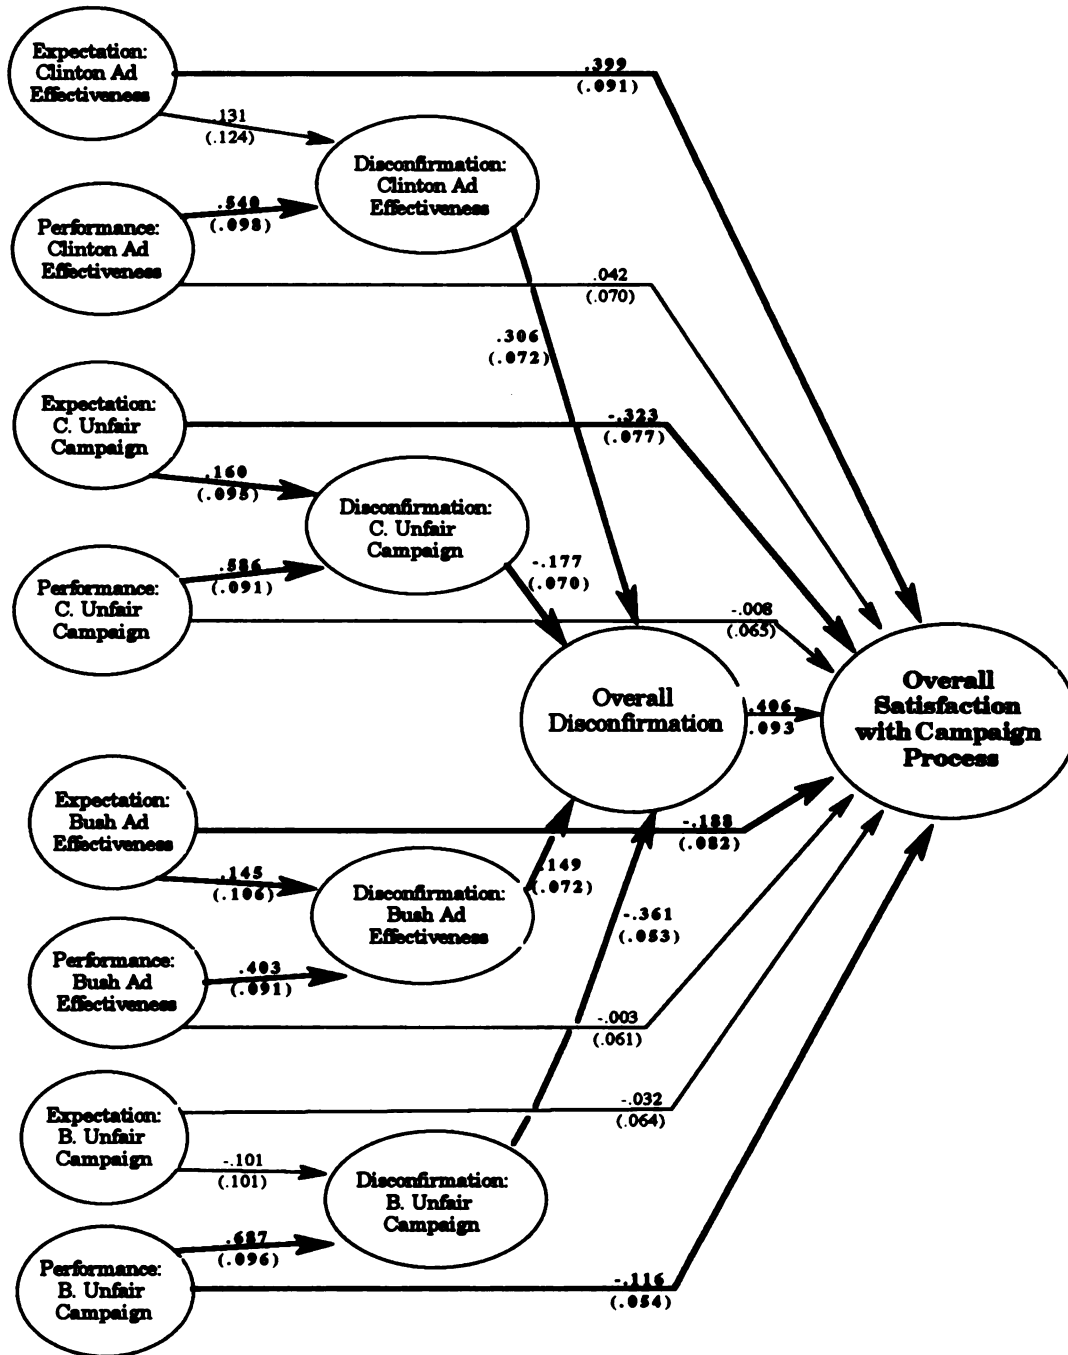 Expectation:
Clinton Ad
Effectiveness
.399
(.091)
.131
(.124)
Disconfirmation:
Clinton Ad
Effectiveness
.540
(.098)
Performance:
Clinton Ad
Effectiveness
.042
(.070)
.306
(.072)
Expectation:
C. Unfair
Campaign
-.323
(.077)
.160
(.095)
Disconfirmation:
C. Unfair
Campaign
.586
(.091)
Performance:
C. Unfair
Campaign
-.177
(.070)
-.008
(.065)
Overall
Disconfirmation
.406
.093
Overall
Satisfaction
with Campaign
Process
Expectation:
Bush Ad
Effectiveness
-.188
(.082)
.145
(.106)
Disconfirmation:
Bush Ad
Effectiveness
.149
(.072)
-.361
(.053)
Performance:
Bush Ad
Effectiveness
.403
(.091)
-.003
(.061)
Expectation:
B. Unfair
Campaign
-.032
(.064)
-.101
(.101)
Disconfirmation:
B. Unfair
Campaign
.687
(.096)
Performance:
B. Unfair
Campaign
-.116
(.054)